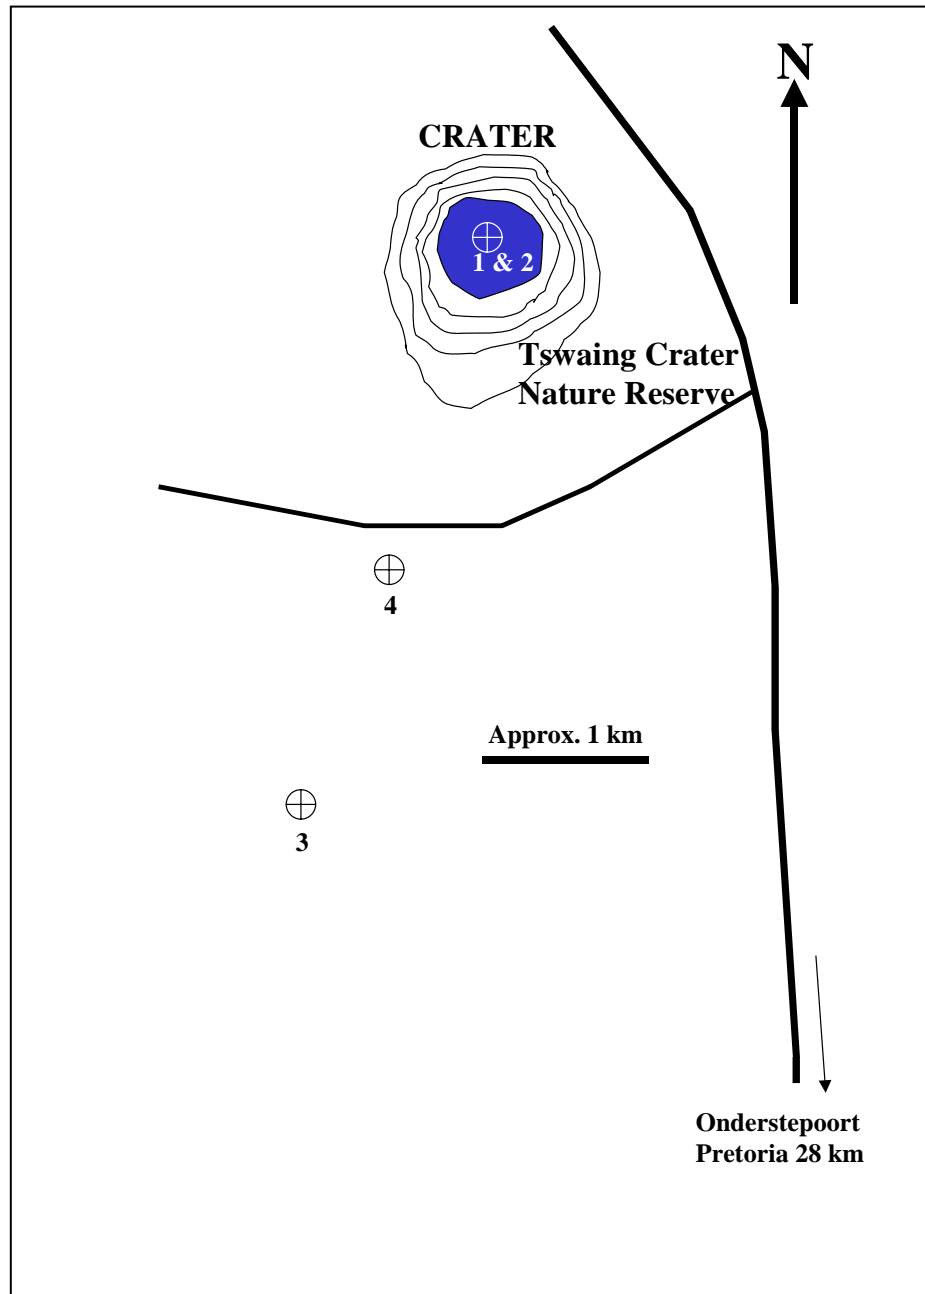 N
CRATER
1 & 2
Tswaing Crater
Nature Reserve
4
Approx. 1 km
3
Onderstepoort
Pretoria 28 km